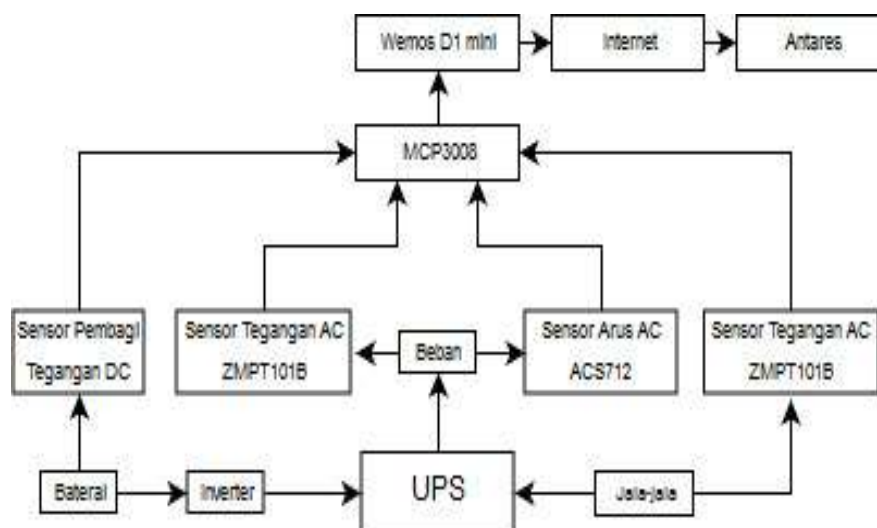 Wemos D1 mini
Internet
Antares
MCP3008
Sensor Pembagi
Tegangan DC
Sensor Tegangan AC
ZMPT101B
Beban
Sensor Arus AC
ACS712
Sensor Tegangan AC
ZMPT101B
Baterai
Inverter
UPS
Jala-jala